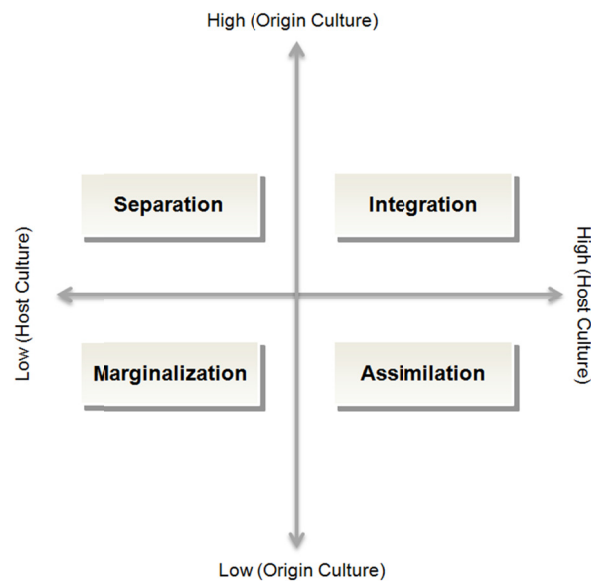 High (Origin Culture)
Separation
Integration
Low (Host Culture)
High (Host Culture)
Marginalization
Assimilation
Low (Origin Culture)